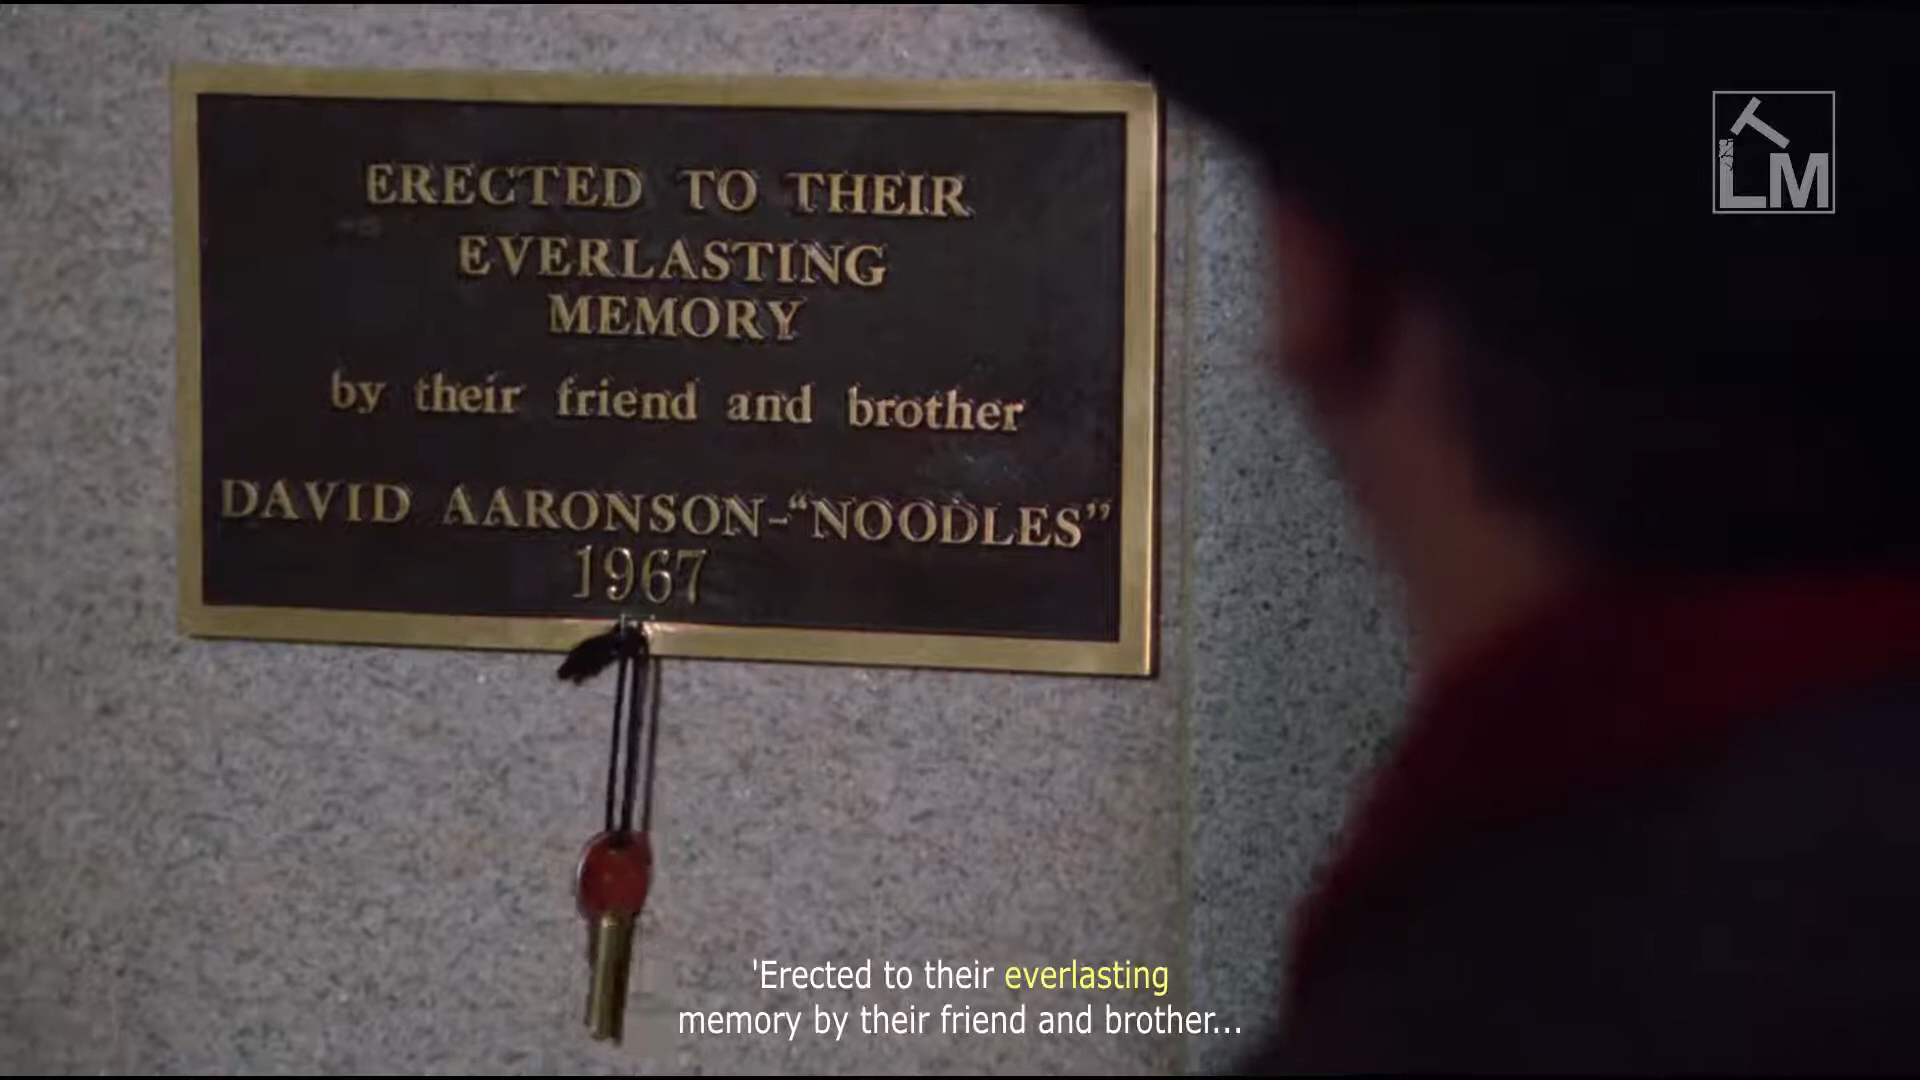 ERECTED TO THEIR
EVERLASTING
MEMORY
by their friend and brother
DAVID AARONSON-“NOODLES”
1967
LM
'Erected to their everlasting
memory by their friend and brother...